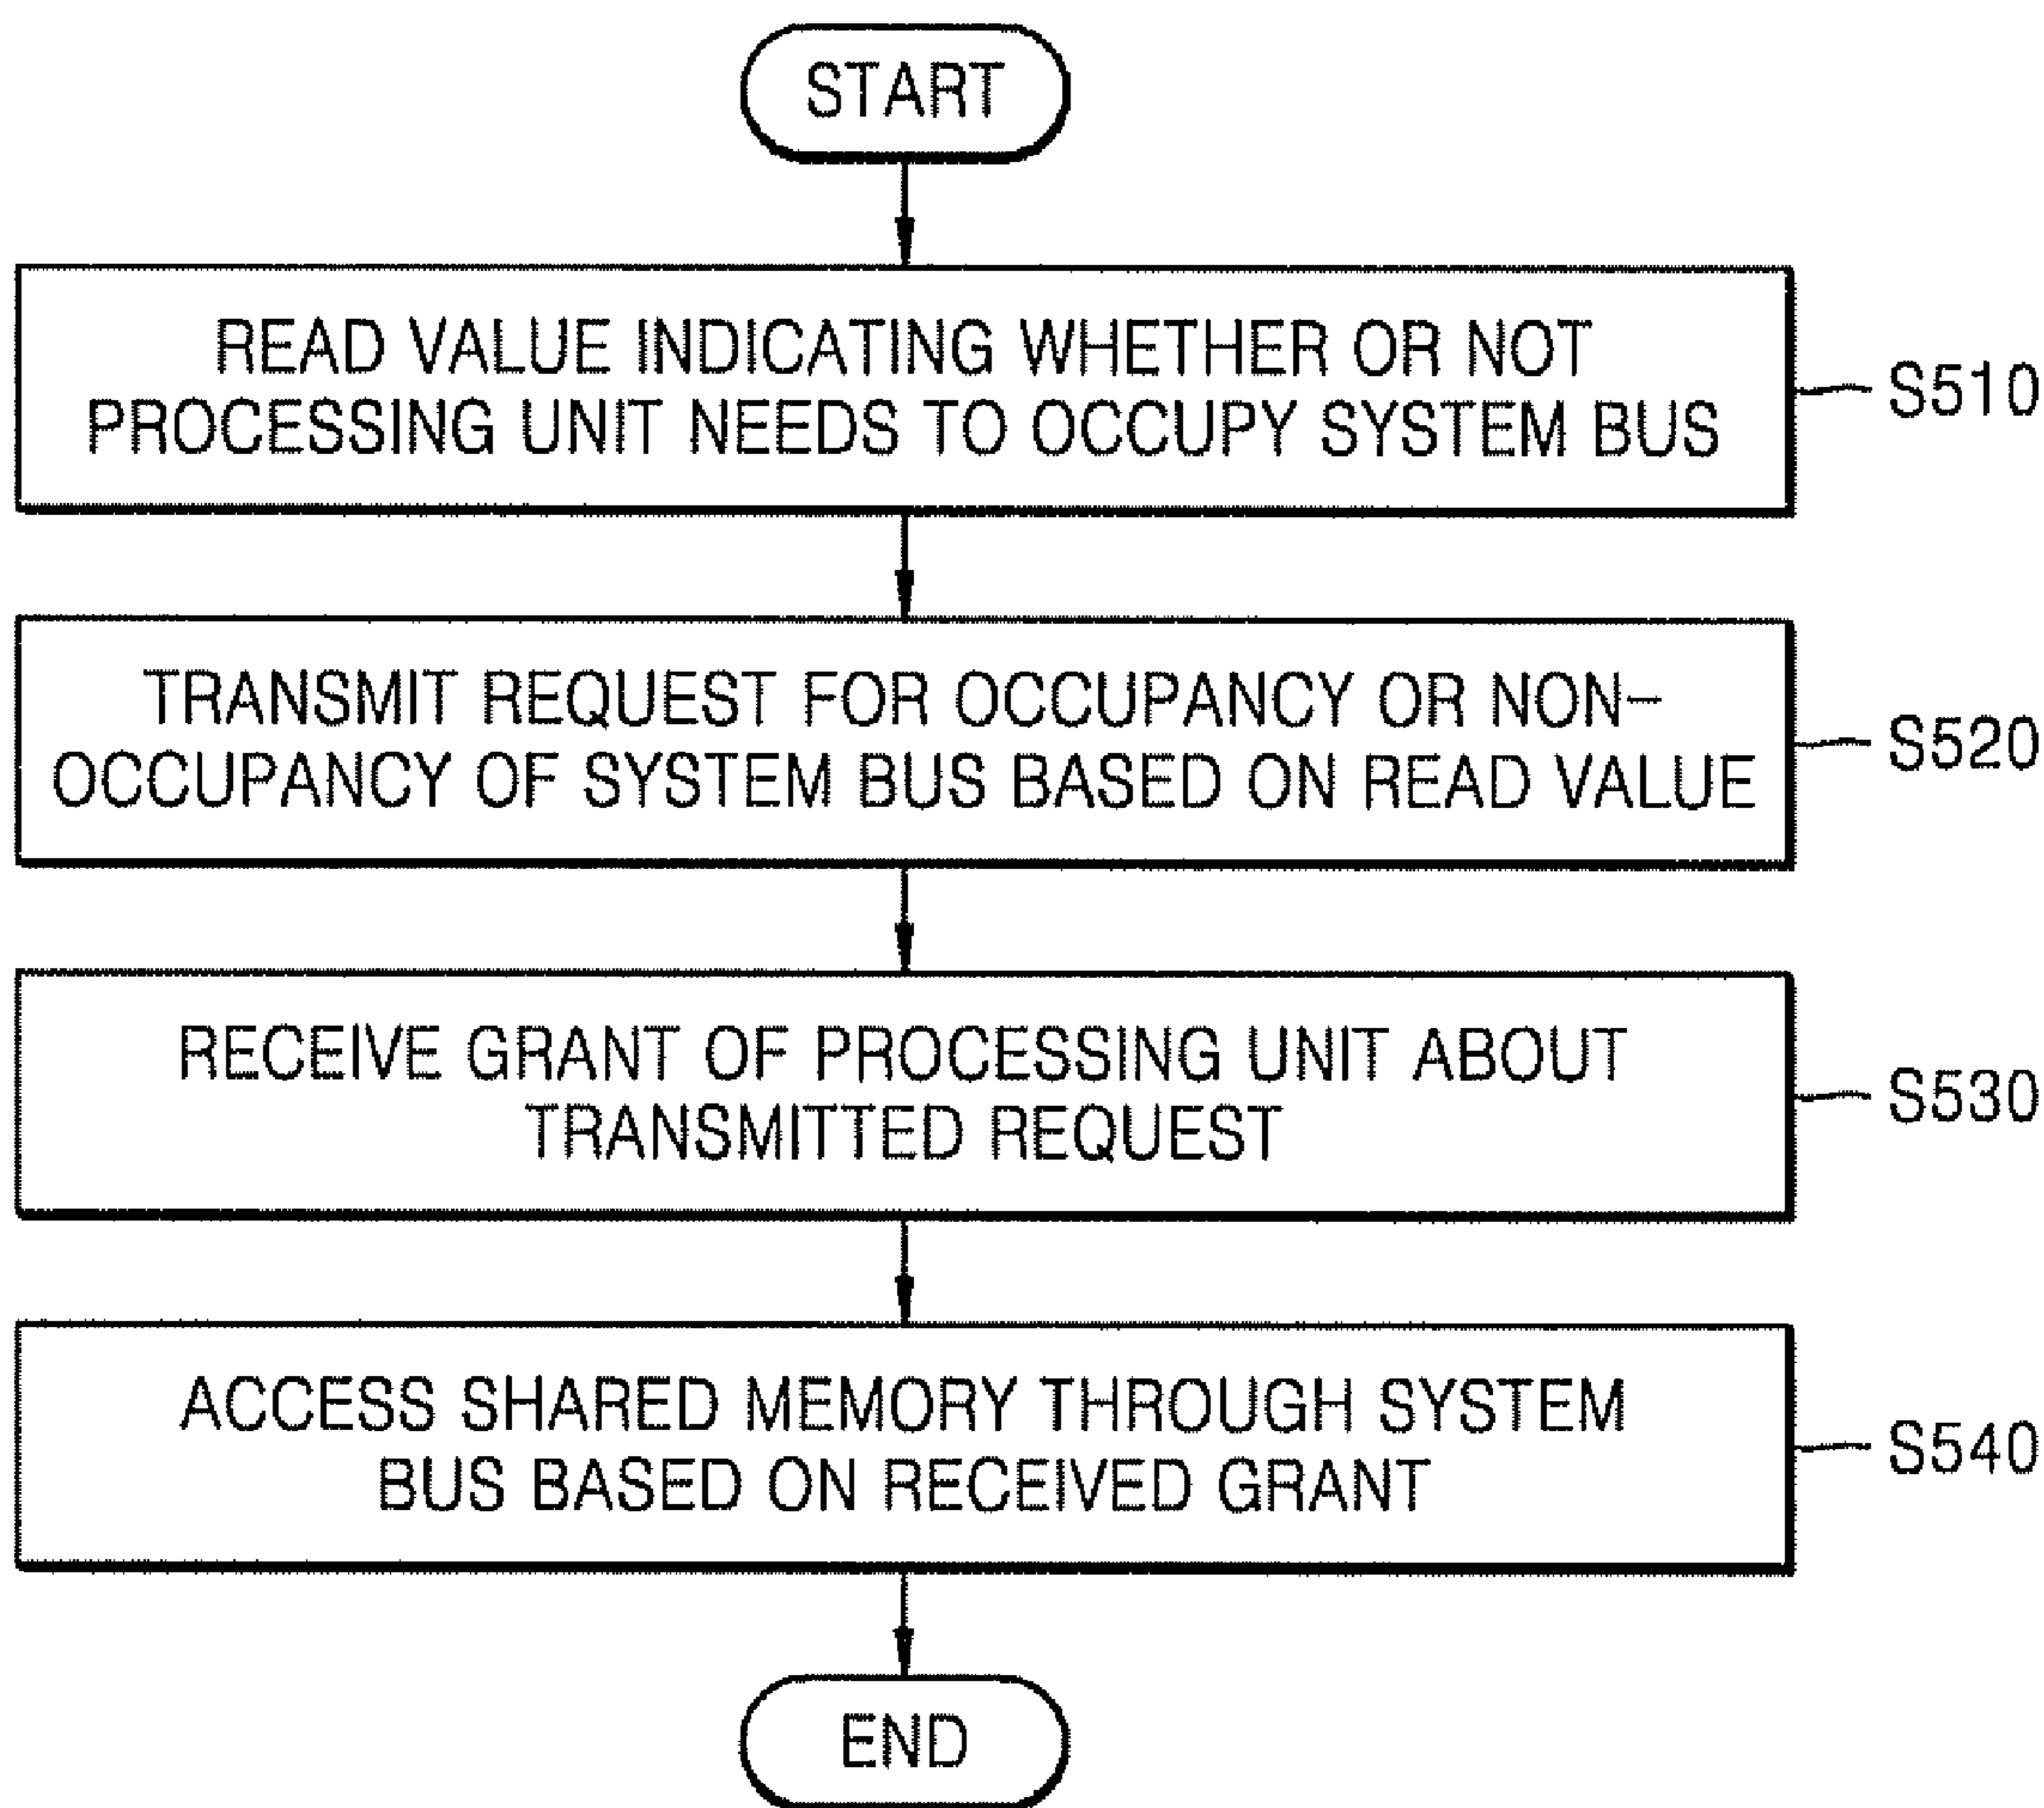 START
READ VALUE INDICATING WHETHER OR NOT
PROCESSING UNIT NEEDS TO OCCUPY SYSTEM BUS
S510
TRANSMIT REQUEST FOR OCCUPANCY OR NON-
OCCUPANCY OF SYSTEM BUS BASED ON READ VALUE
S520
RECEIVE GRANT OF PROCESSING UNIT ABOUT
TRANSMITTED REQUEST
S530
ACCESS SHARED MEMORY THROUGH SYSTEM
BUS BASED ON RECEIVED GRANT
S540
END